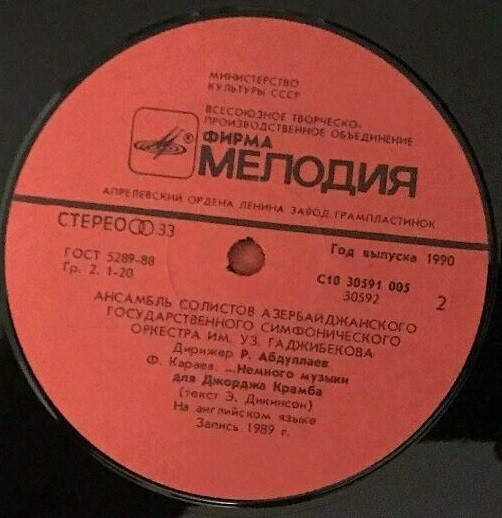 МИНИСТЕРСТВО
КУЛЬТУРЫ СССР
ВСЕСОЮЗНОЕ ТВОРЧЕСКО-
ПРОИЗВОДСТВЕННОЕ ОБЪЕДИНЕНИЕ
ФИРМА
®
МЕЛОДИЯ
АПРЕЛЕВСКИЙ ОРДЕНА ЛЕНИНА ЗАВОД ГРАМПЛАСТИНОК
СТЕРЕО 33
ГОСТ 5289-88
Гр. 2. 1-20
Год выпуска 1990
С10 30591 005
30592
2
АНСАМБЛЬ СОЛИСТОВ АЗЕРБАЙДЖАНСКОГО
ГОСУДАРСТВЕННОГО СИМФОНИЧЕСКОГО
ОРКЕСТРА ИМ. УЗ. ГАДЖИБЕКОВА
Дирижер Р. Абдуллаев
Ф. Караев. ...Немного музыки
для Джорджа Крамба
(текст Э. Дикинсон)
На английском языке
Запись 1989 г.